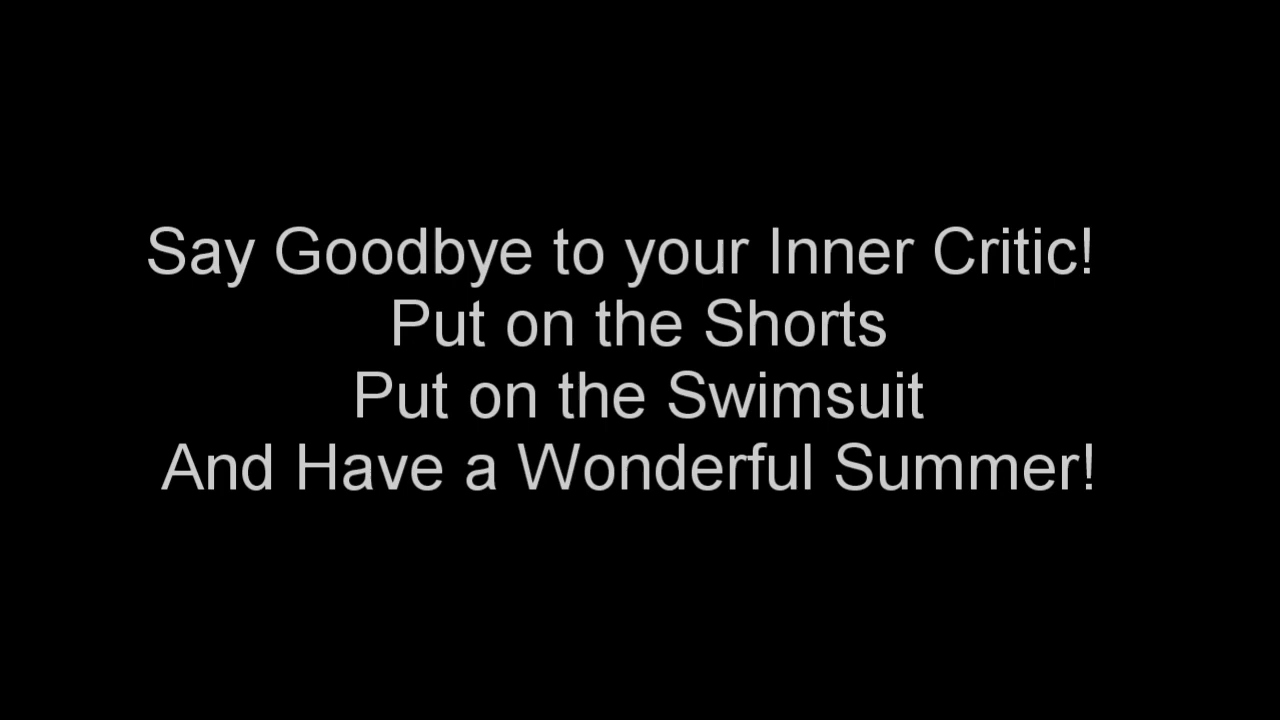 Say Goodbye to your Inner Critic!
Put on the Shorts
Put on the Swimsuit
And Have a Wonderful Summer!